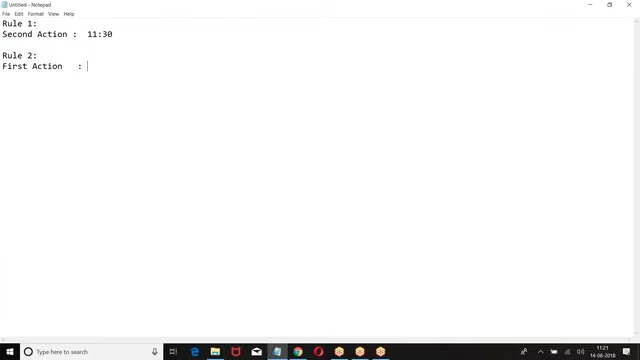 Untitled - Notepad
File Edit Format View Help
Rule 1:
Second Action : 11:30
Rule 2:
First Action :
Type here to search
11:21
14-08-2018